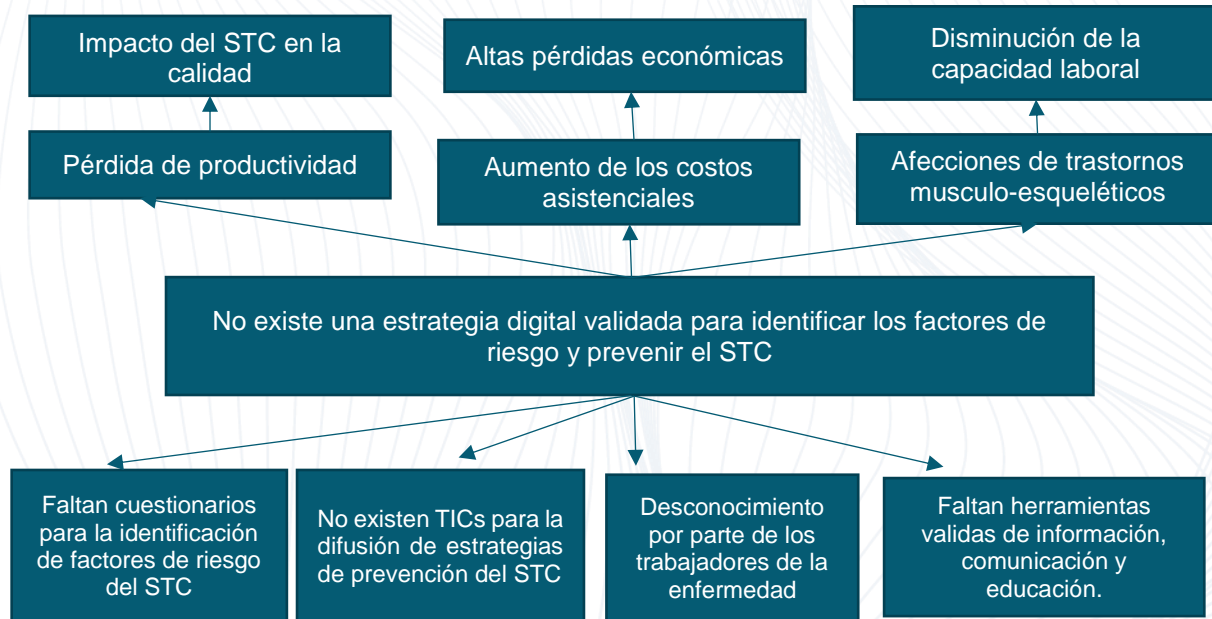 Impacto del STC en la
calidad
Altas pérdidas económicas
Disminución de la
capacidad laboral
Pérdida de productividad
Aumento de los costos
asistenciales
Afecciones de trastornos
musculo-esqueléticos
No existe una estrategia digital validada para identificar los factores de
riesgo y prevenir el STC
Faltan cuestionarios
para la identificación
de factores de riesgo
del STC
No existen TICs para la
difusión de estrategias
de prevención del STC
Desconocimiento
por parte de los
trabajadores de la
enfermedad
Faltan herramientas
validas de información,
comunicación y
educación.